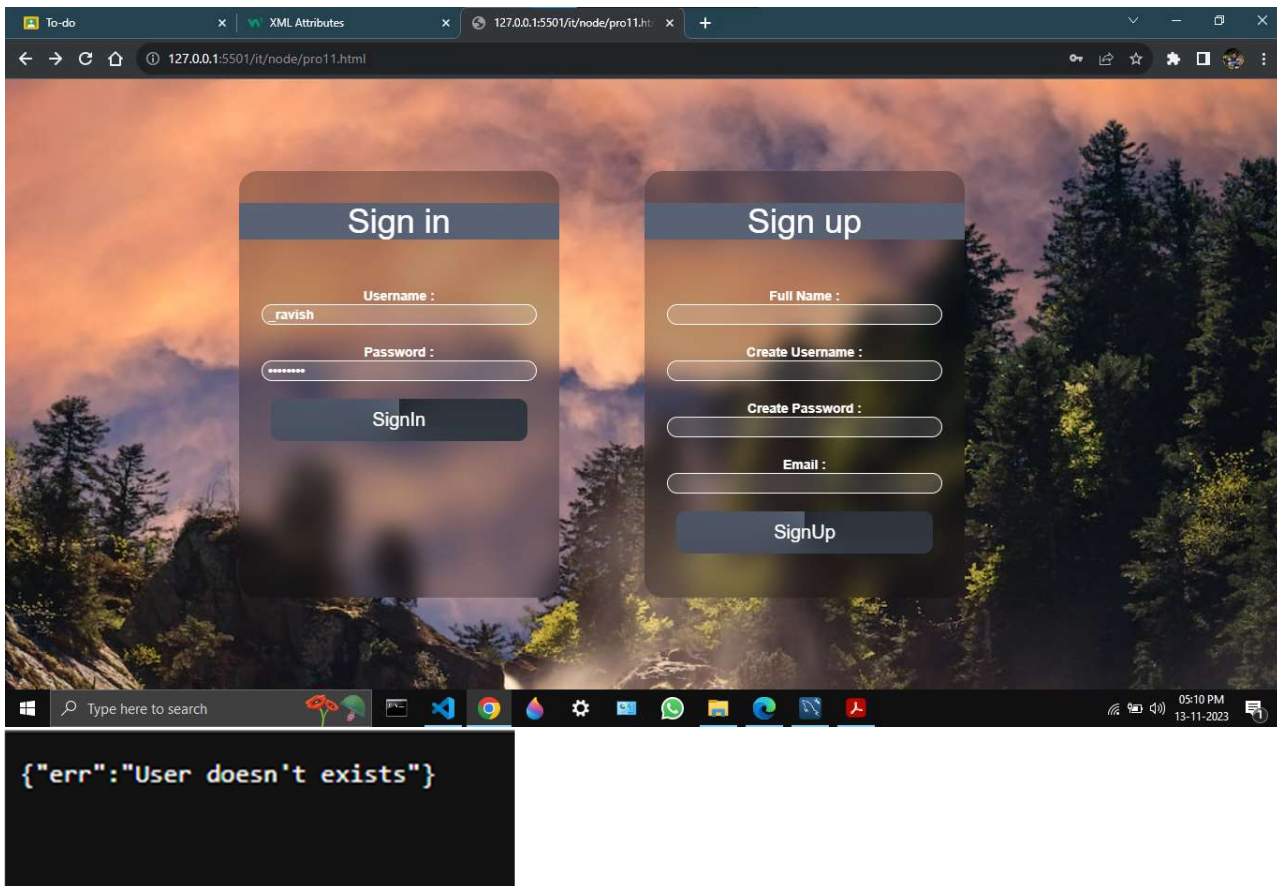 To-do
XML Attributes
127.0.0.1:5501/it/node/pro11.ht
127.0.0.1:5501/it/node/pro11.html
Sign in
Username :
_ravish
Password :
••••••••
SignIn
Sign up
Full Name :
Create Username :
Create Password :
Email :
SignUp
Type here to search
05:10 PM
13-11-2023
1
{"err":"User doesn't exists"}